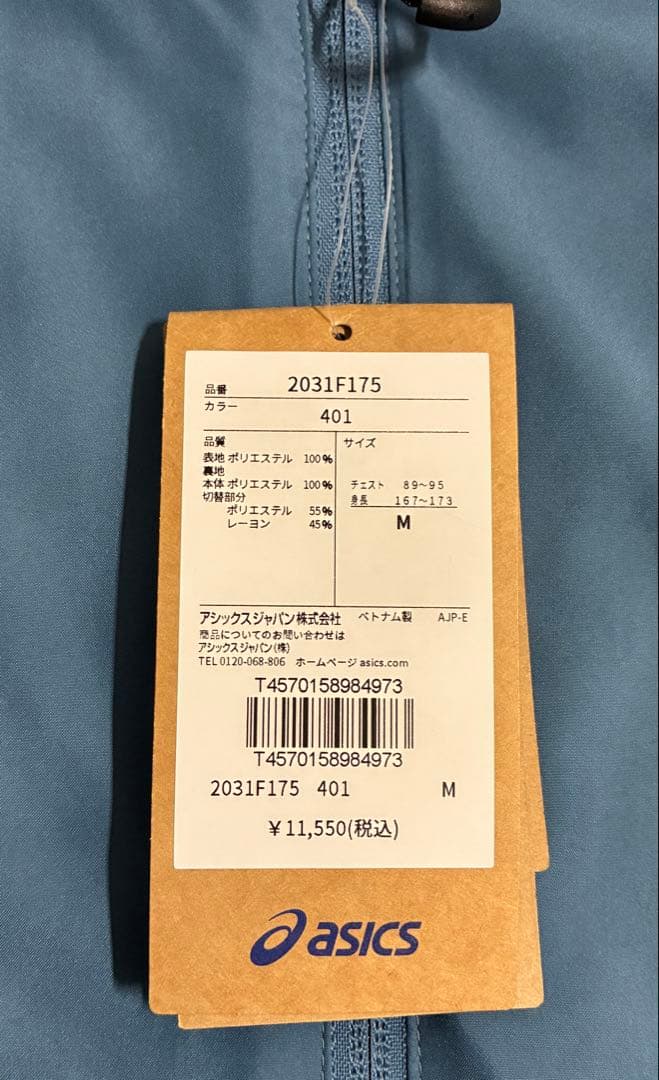 品番 2031F175
カラー
401
品質
表地 ポリエステル 100%
裏地
本体 ポリエステル 100%
切替部分
ポリエステル 55%
レーヨン 45%
サイズ
チェスト 89~95
身長 167~173
M
アシックスジャパン株式会社 ベトナム製 AJP-E
商品についてのお問い合わせは
アシックスジャパン(株)
TEL 0120-068-806 ホームページ asics.com
T4570158984973
T4570158984973
2031F175 401 M
¥11,550(税込)
asics